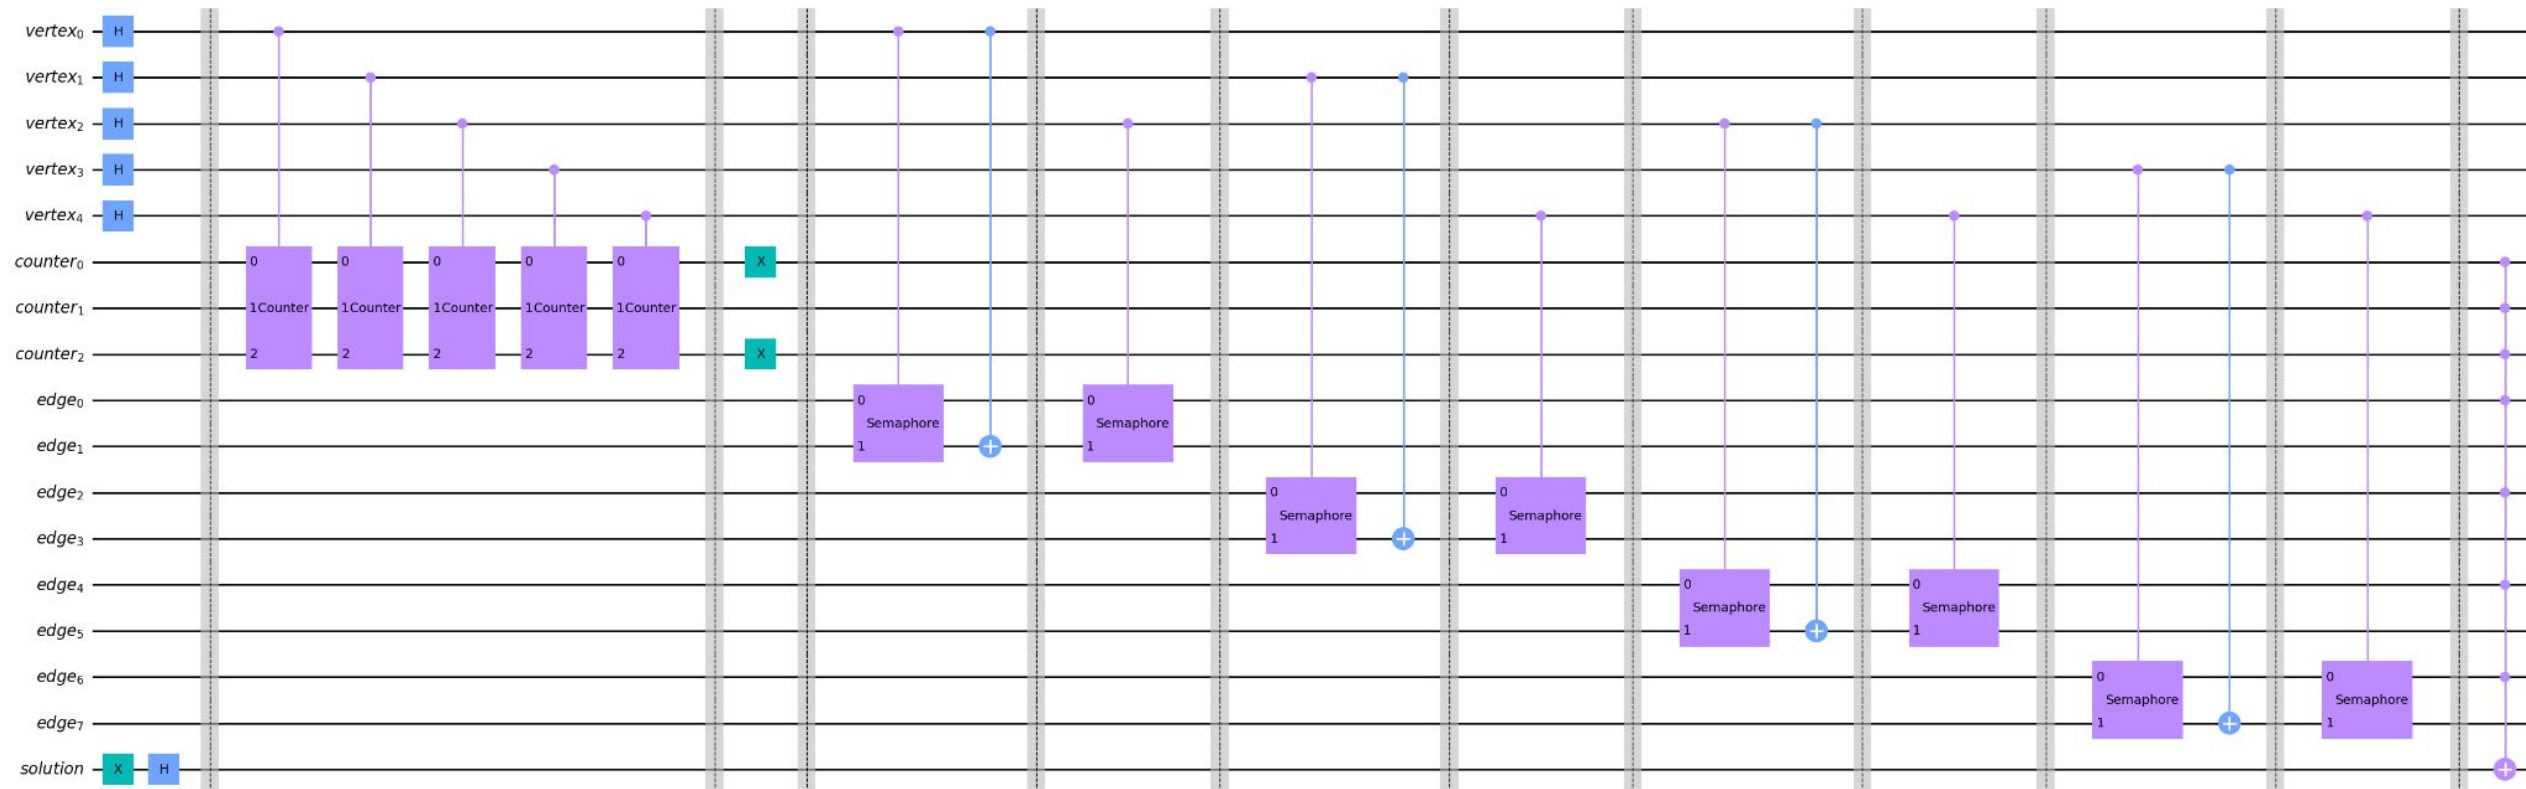 vertex₀ H
vertex₁ H
vertex₂ H
vertex₃ H
vertex₄ H
counter₀ 0 0 0 0 0 X
counter₁ 1Counter 1Counter 1Counter 1Counter 1Counter
counter₂ 2 2 2 2 2 X
edge₀ 0 0
Semaphore Semaphore
edge₁ 1 1
edge₂ 0 0
Semaphore Semaphore
edge₃ 1 1
edge₄ 0 0
Semaphore Semaphore
edge₅ 1 1
edge₆ 0 0
Semaphore Semaphore
edge₇ 1 1
solution X H